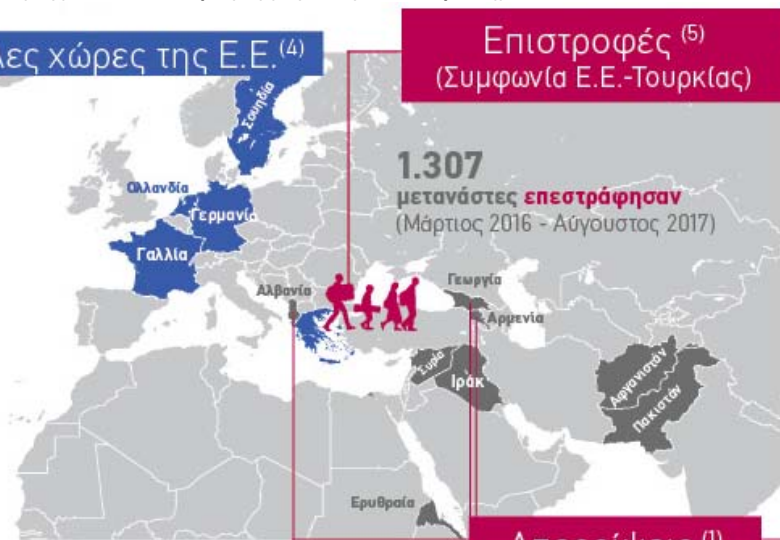 λες χώρες της Ε.Ε. (4)
Επιστροφές (5)
(Συμφωνία Ε.Ε.-Τουρκίας)
1.307
μετανάστες επεστράφησαν
(Μάρτιος 2016 - Αύγουστος 2017)
Σουηδία
Ολλανδία
Γερμανία
Γαλλία
Αλβανία
Γεωργία
Αρμενία
Συρία
Ιράκ
Αφγανιστάν
Πακιστάν
Ερυθραία